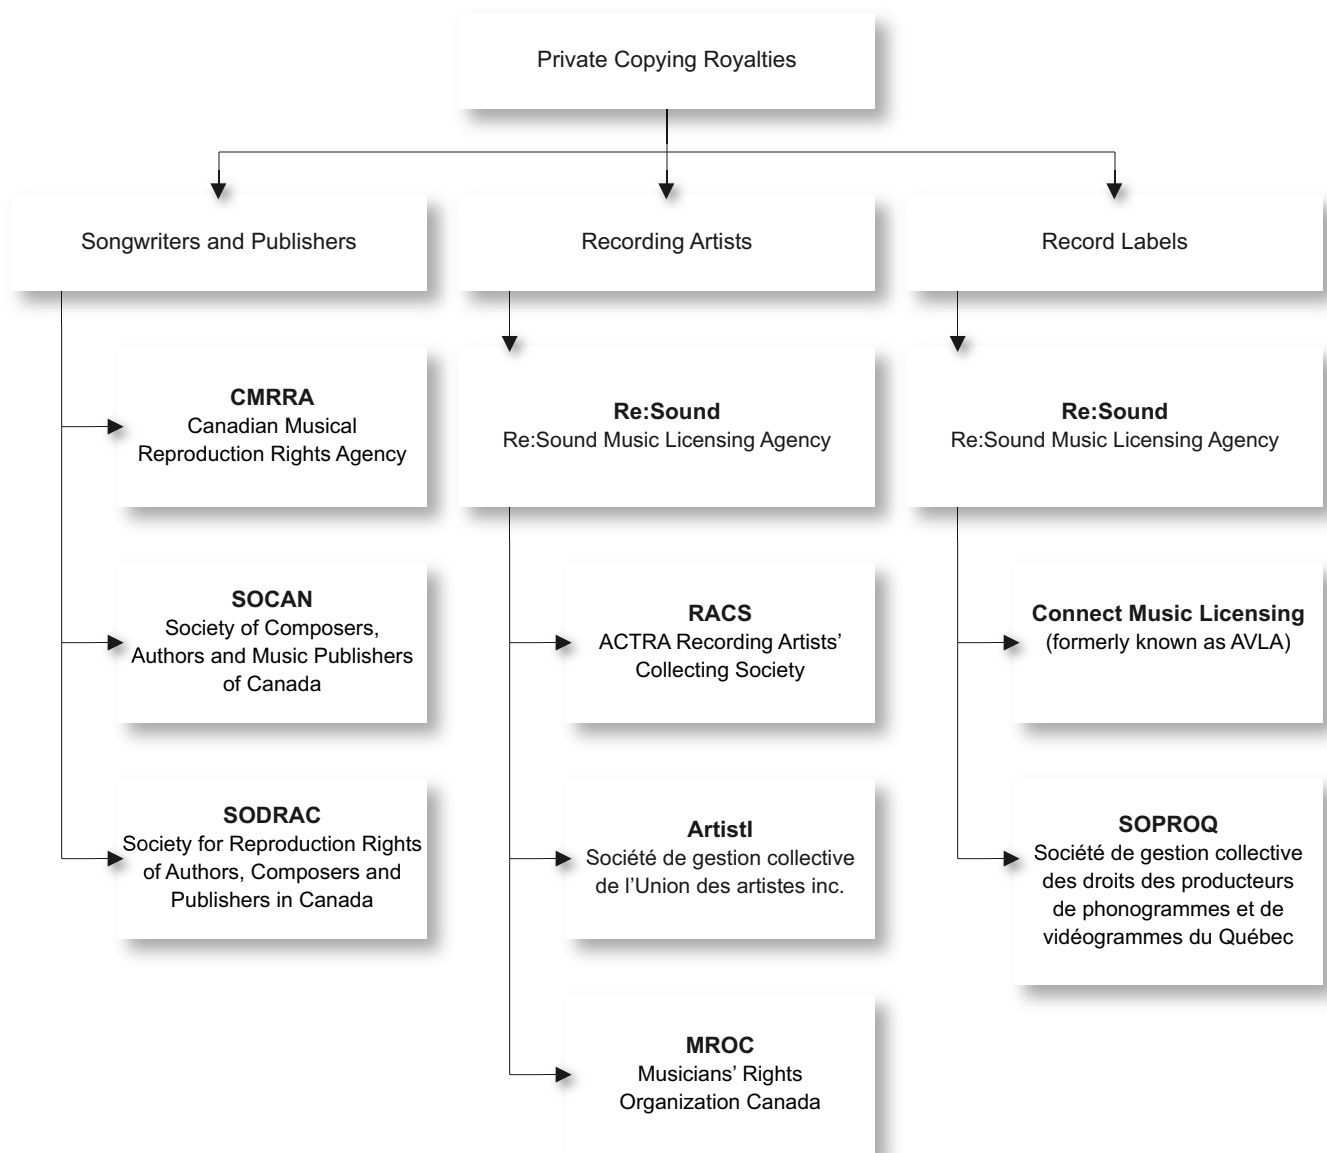 Private Copying Royalties
Songwriters and Publishers
Recording Artists
Record Labels
CMRRA
Canadian Musical
Reproduction Rights Agency
Re:Sound
Re:Sound Music Licensing Agency
Re:Sound
Re:Sound Music Licensing Agency
SOCAN
Society of Composers,
Authors and Music Publishers
of Canada
RACS
ACTRA Recording Artists’
Collecting Society
Connect Music Licensing
(formerly known as AVLA)
SODRAC
Society for Reproduction Rights
of Authors, Composers and
Publishers in Canada
ArtistI
Société de gestion collective
de l’Union des artistes inc.
SOPROQ
Société de gestion collective
des droits des producteurs
de phonogrammes et de
vidéogrammes du Québec
MROC
Musicians’ Rights
Organization Canada